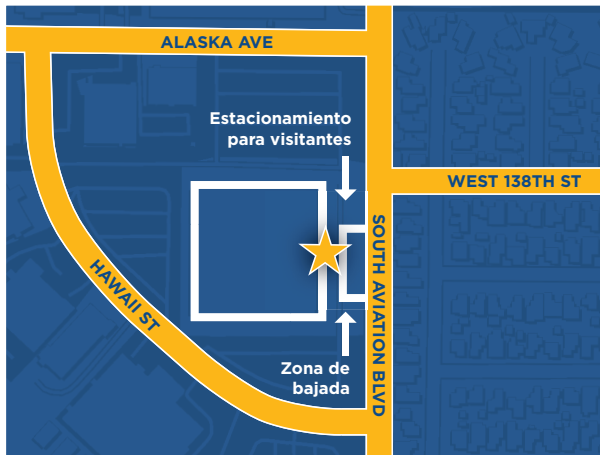 ALASKA AVE
Estacionamiento
para visitantes
WEST 138TH ST
SOUTH AVIATION BLVD
HAWAII ST
Zona de
bajada